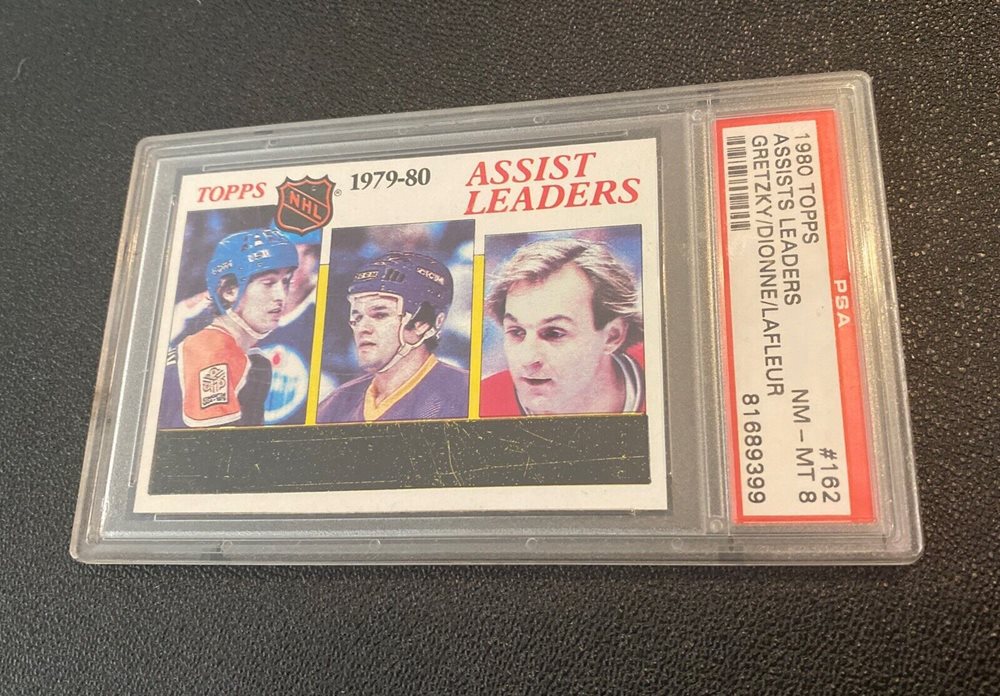 TOPPS
NHL
®
1979-80
ASSIST
LEADERS
1980 TOPPS #162
ASSISTS LEADERS NM - MT 8
GRETZKY/DIONNE/LAFLEUR
81689399
PSA